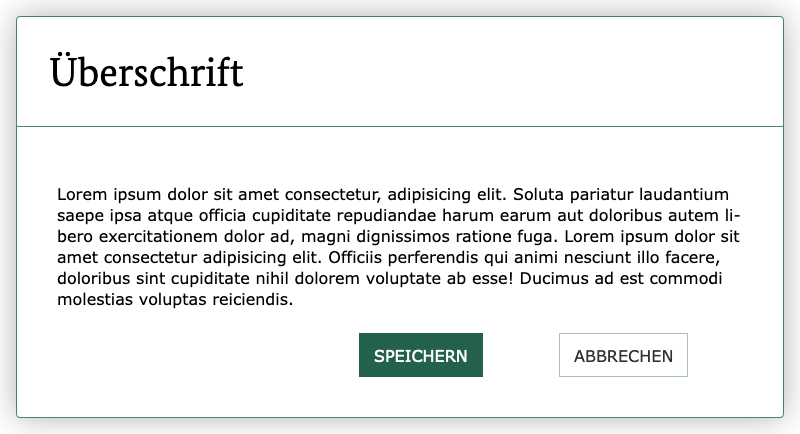 Überschrift
Lorem ipsum dolor sit amet consectetur, adipisicing elit. Soluta pariatur laudantium
saepe ipsa atque officia cupiditate repudiandae harum earum aut doloribus autem li-
bero exercitationem dolor ad, magni dignissimos ratione fuga. Lorem ipsum dolor sit
amet consectetur adipisicing elit. Officiis perferendis qui animi nesciunt illo facere,
doloribus sint cupiditate nihil dolorem voluptate ab esse! Ducimus ad est commodi
molestias voluptas reiciendis.
SPEICHERN ABBRECHEN